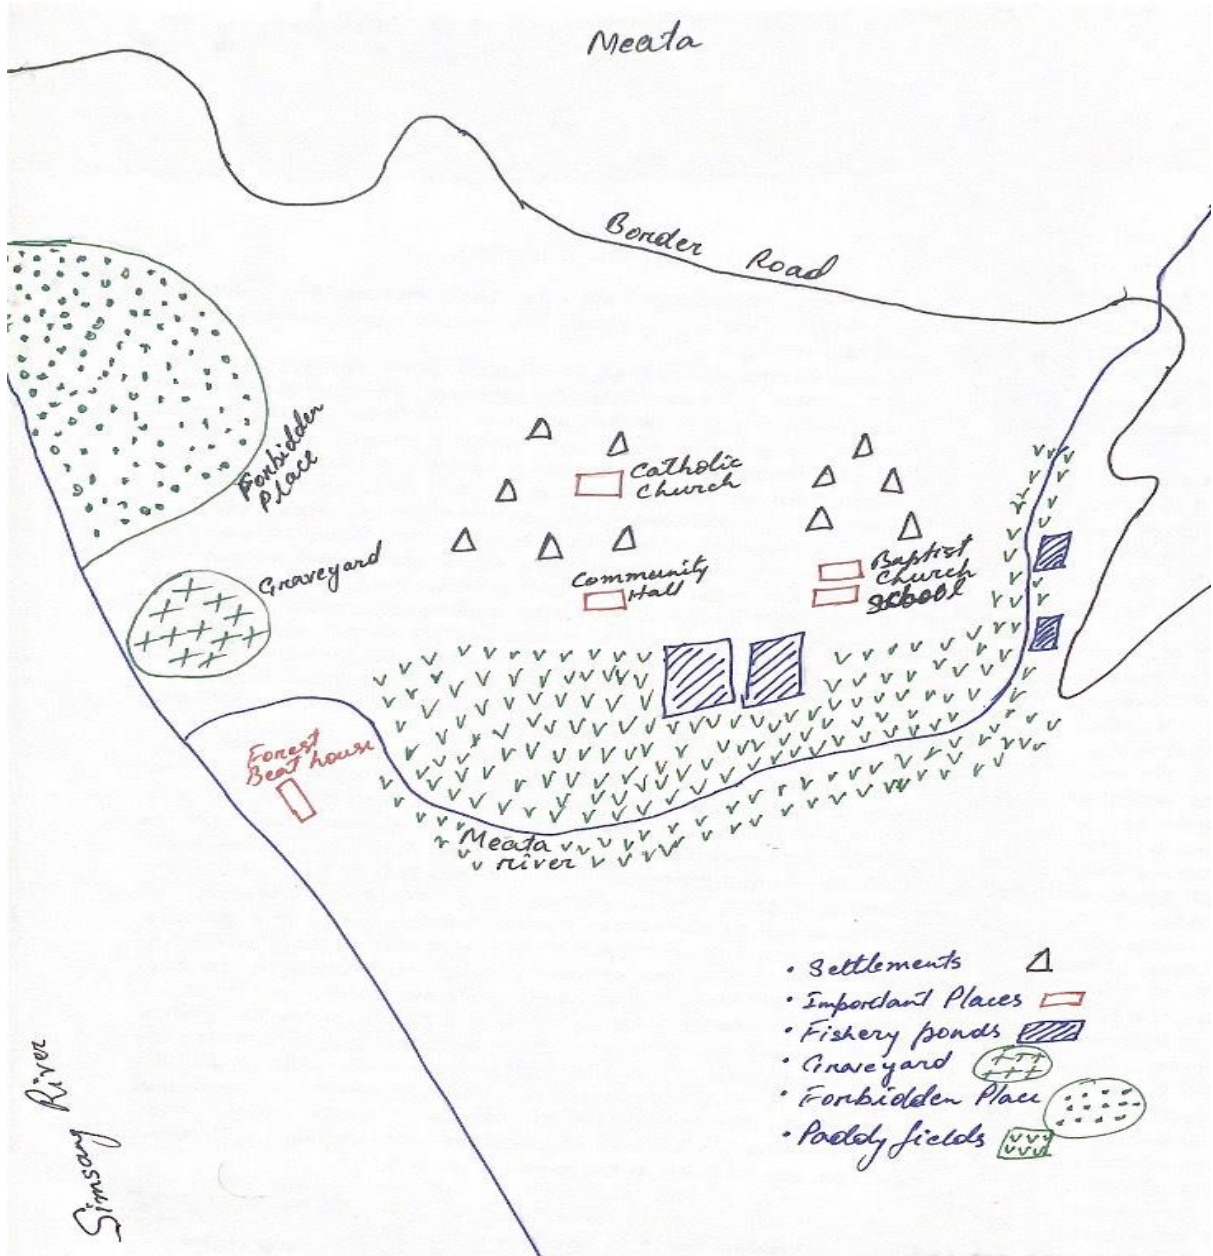 Meata
Border Road
Forbidden
Place
Catholic
Church
Graveyard
Community
Hall
Baptist
Church
School
Forest
Beat house
Meata
river
Simsang River
• Settlements
• Important Places
• Fishery ponds
• Graveyard
• Forbidden Place
• Paddy fields